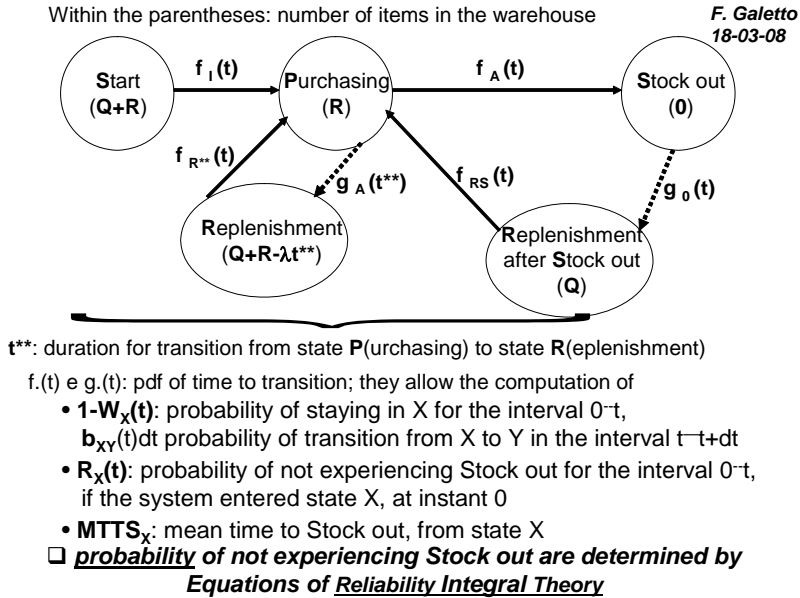 Within the parentheses: number of items in the warehouse
F. Galetto
18-03-08
Start
(Q+R)
f I (t)
Purchasing
(R)
f A (t)
Stock out
(0)
f R** (t)
g A (t**)
f RS (t)
g 0 (t)
Replenishment
(Q+R-λt**)
Replenishment
after Stock out
(Q)
t**: duration for transition from state P(urchasing) to state R(eplenishment)
f.(t) e g.(t): pdf of time to transition; they allow the computation of
• 1-WX(t): probability of staying in X for the interval 0--t,
bXY(t)dt probability of transition from X to Y in the interval t—t+dt
• RX(t): probability of not experiencing Stock out for the interval 0--t,
if the system entered state X, at instant 0
• MTTSX: mean time to Stock out, from state X
❑ probability of not experiencing Stock out are determined by
Equations of Reliability Integral Theory